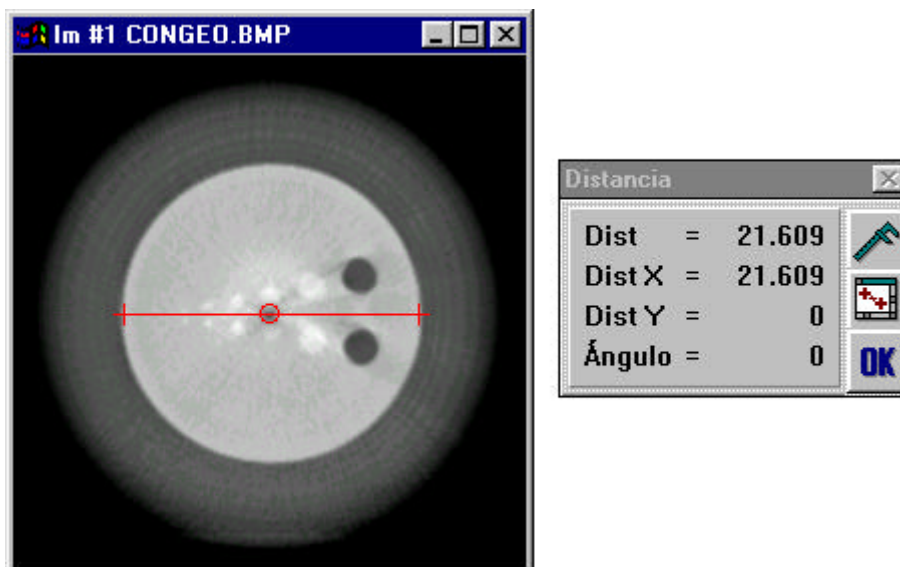 Im #1 CONGEO.BMP
Distancia
Dist = 21.609
Dist X = 21.609
Dist Y = 0
Ángulo = 0
OK